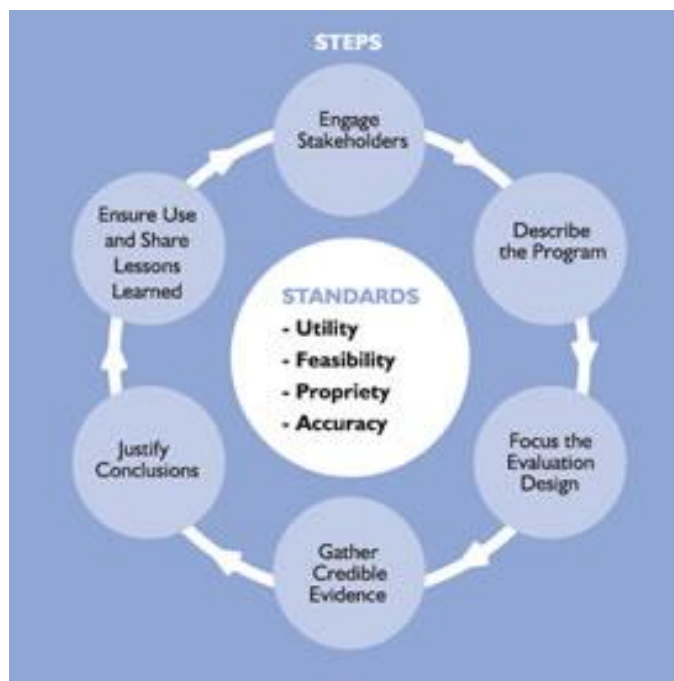 STEPS
Engage
Stakeholders
Describe
the Program
Focus the
Evaluation
Design
Gather
Credible
Evidence
Justify
Conclusions
Ensure Use
and Share
Lessons
Learned
STANDARDS
- Utility
- Feasibility
- Propriety
- Accuracy